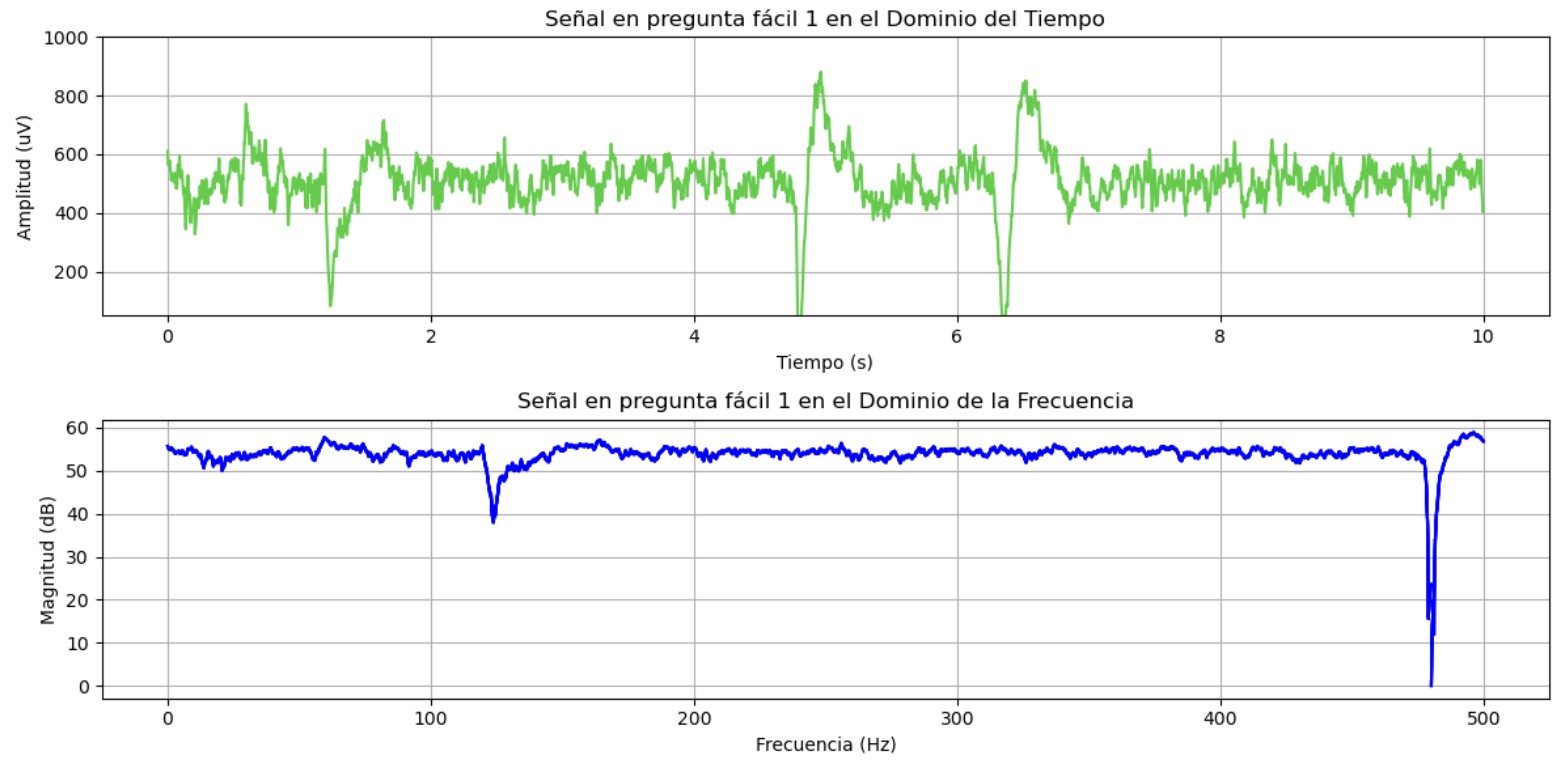 Señal en pregunta fácil 1 en el Dominio del Tiempo
1000
800
600
400
200
Amplitud (uV)
0 2 4 6 8 10
Tiempo (s)
Señal en pregunta fácil 1 en el Dominio de la Frecuencia
60
50
40
30
20
10
0
Magnitud (dB)
0 100 200 300 400 500
Frecuencia (Hz)